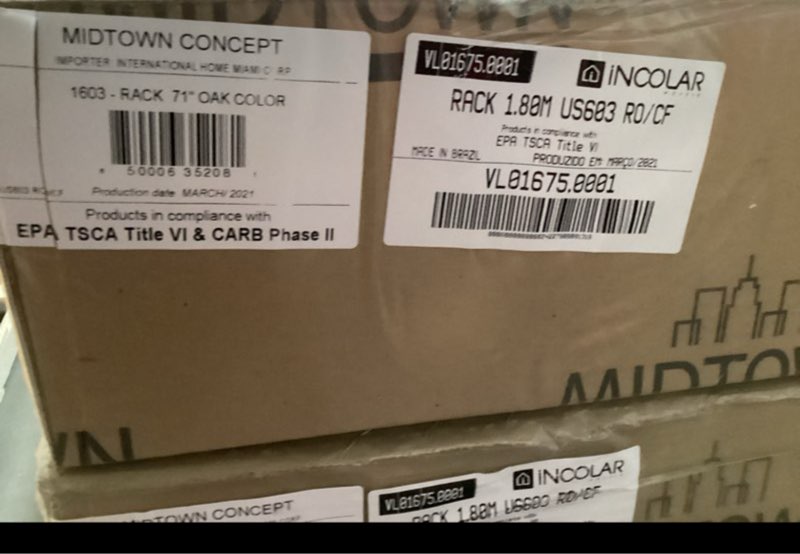 MIDTOWN
MIDTOWN CONCEPT
IMPORTER INTERNATIONAL HOME MIAMI C RP
1603 - RACK 71" OAK COLOR
50006 35208
Production date MARCH/ 2021
Products in compliance with
EPA TSCA Title VI & CARB Phase II
VL01675.0001
iNCOLAR
RACK 1.80M US603 RO/CF
Products in compliance with
EPA TSCA Title VI
MADE IN BRAZIL PRODUZIDO EM MARÇO/2021
VL01675.0001
MIDTOW
WN
MIDTOWN CONCEPT
VL01675.0001
iNCOLAR
RACK 1.80M US603 RO/CF